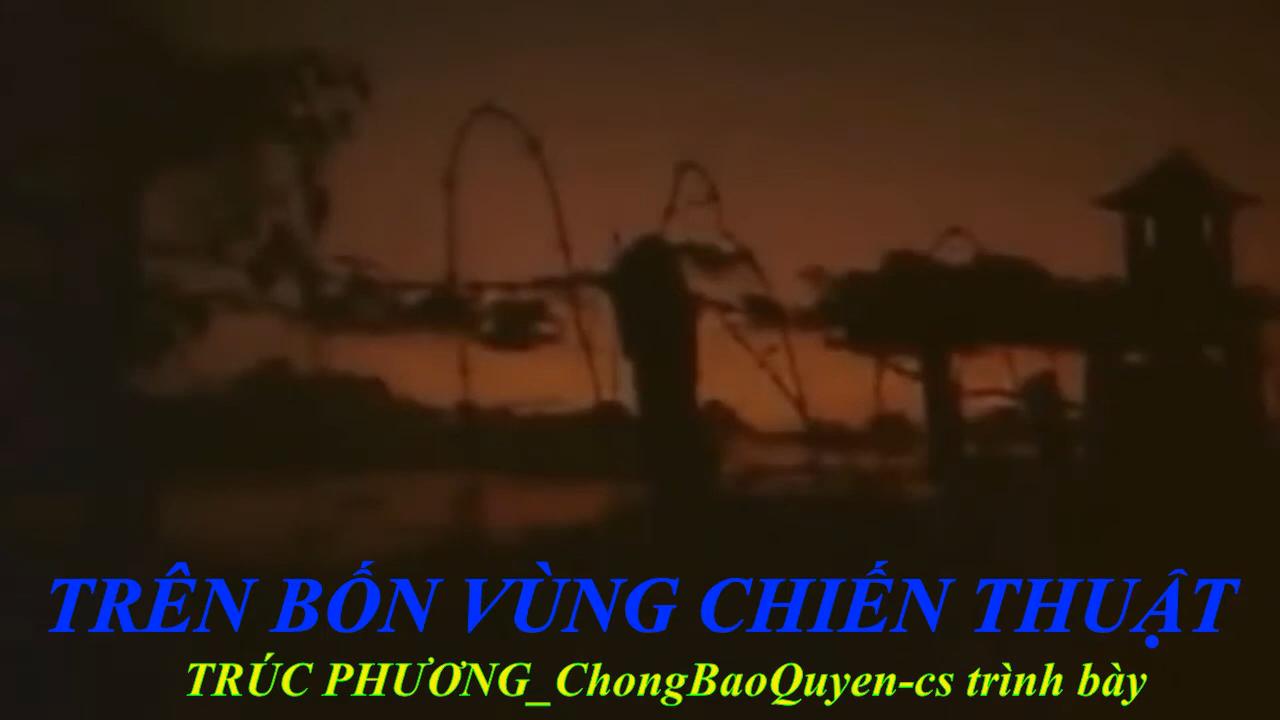 TRÊN BỐN VÙNG CHIẾN THUẬT
TRÚC PHƯƠNG_ChongBaoQuyen-cs trình bày